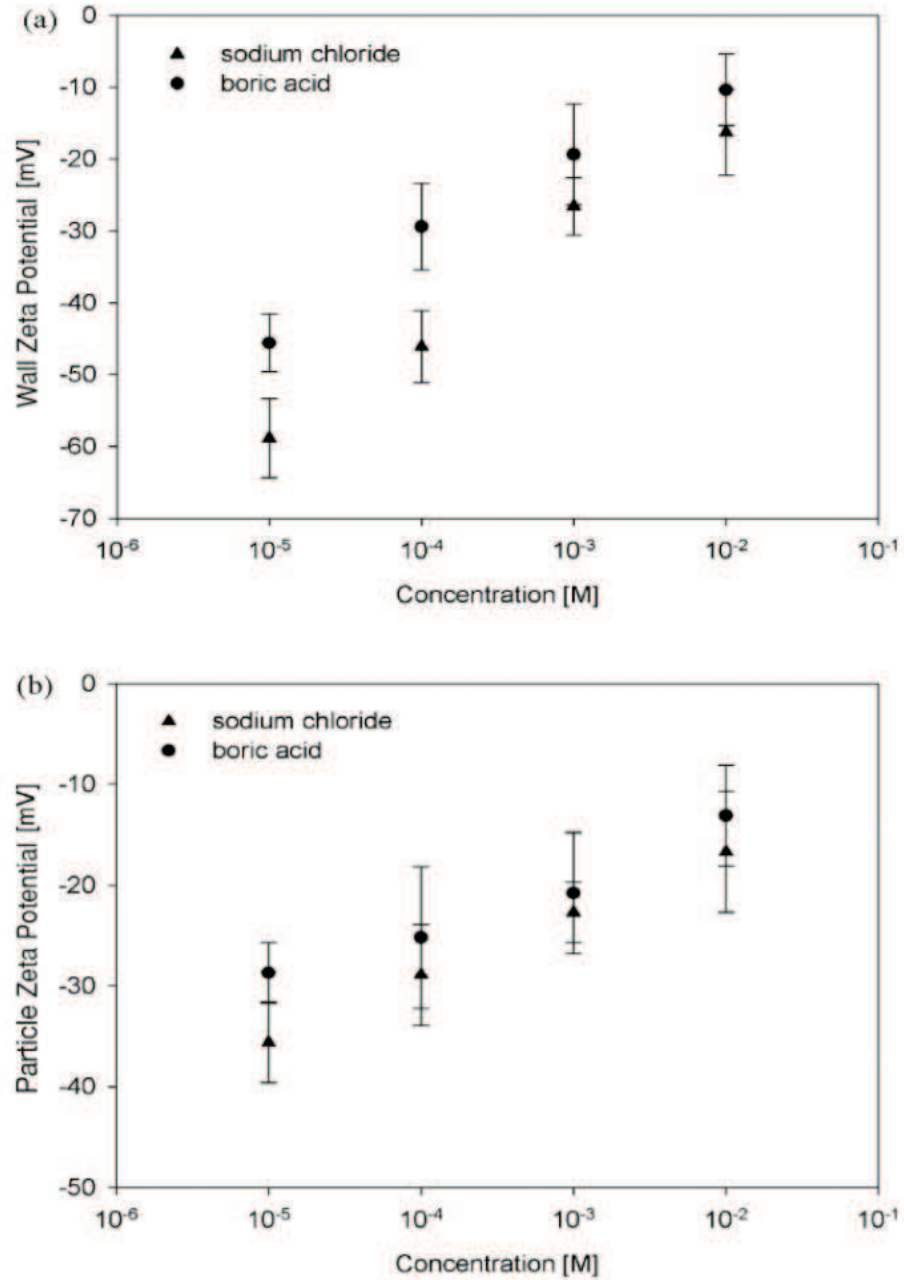 (a)
sodium chloride
boric acid
Wall Zeta Potential [mV]
0
-10
-20
-30
-40
-50
-60
-70
10⁻⁶ 10⁻⁵ 10⁻⁴ 10⁻³ 10⁻² 10⁻¹
Concentration [M]
(b)
sodium chloride
boric acid
Particle Zeta Potential [mV]
0
-10
-20
-30
-40
-50
10⁻⁶ 10⁻⁵ 10⁻⁴ 10⁻³ 10⁻² 10⁻¹
Concentration [M]